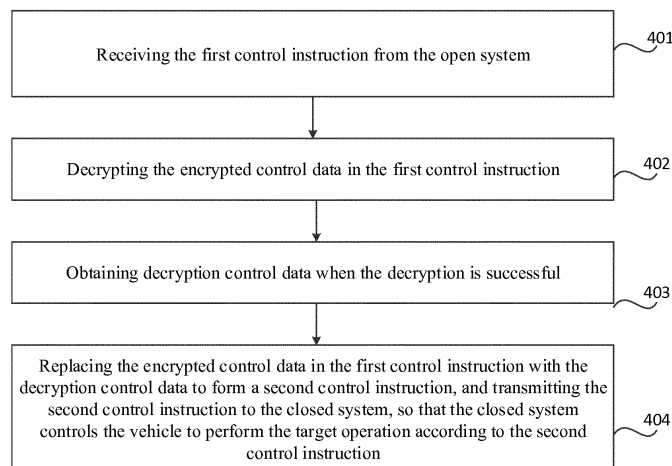 Receiving the first control instruction from the open system
401
Decrypting the encrypted control data in the first control instruction
402
Obtaining decryption control data when the decryption is successful
403
Replacing the encrypted control data in the first control instruction with the
decryption control data to form a second control instruction, and transmitting the
second control instruction to the closed system, so that the closed system
controls the vehicle to perform the target operation according to the second
control instruction
404